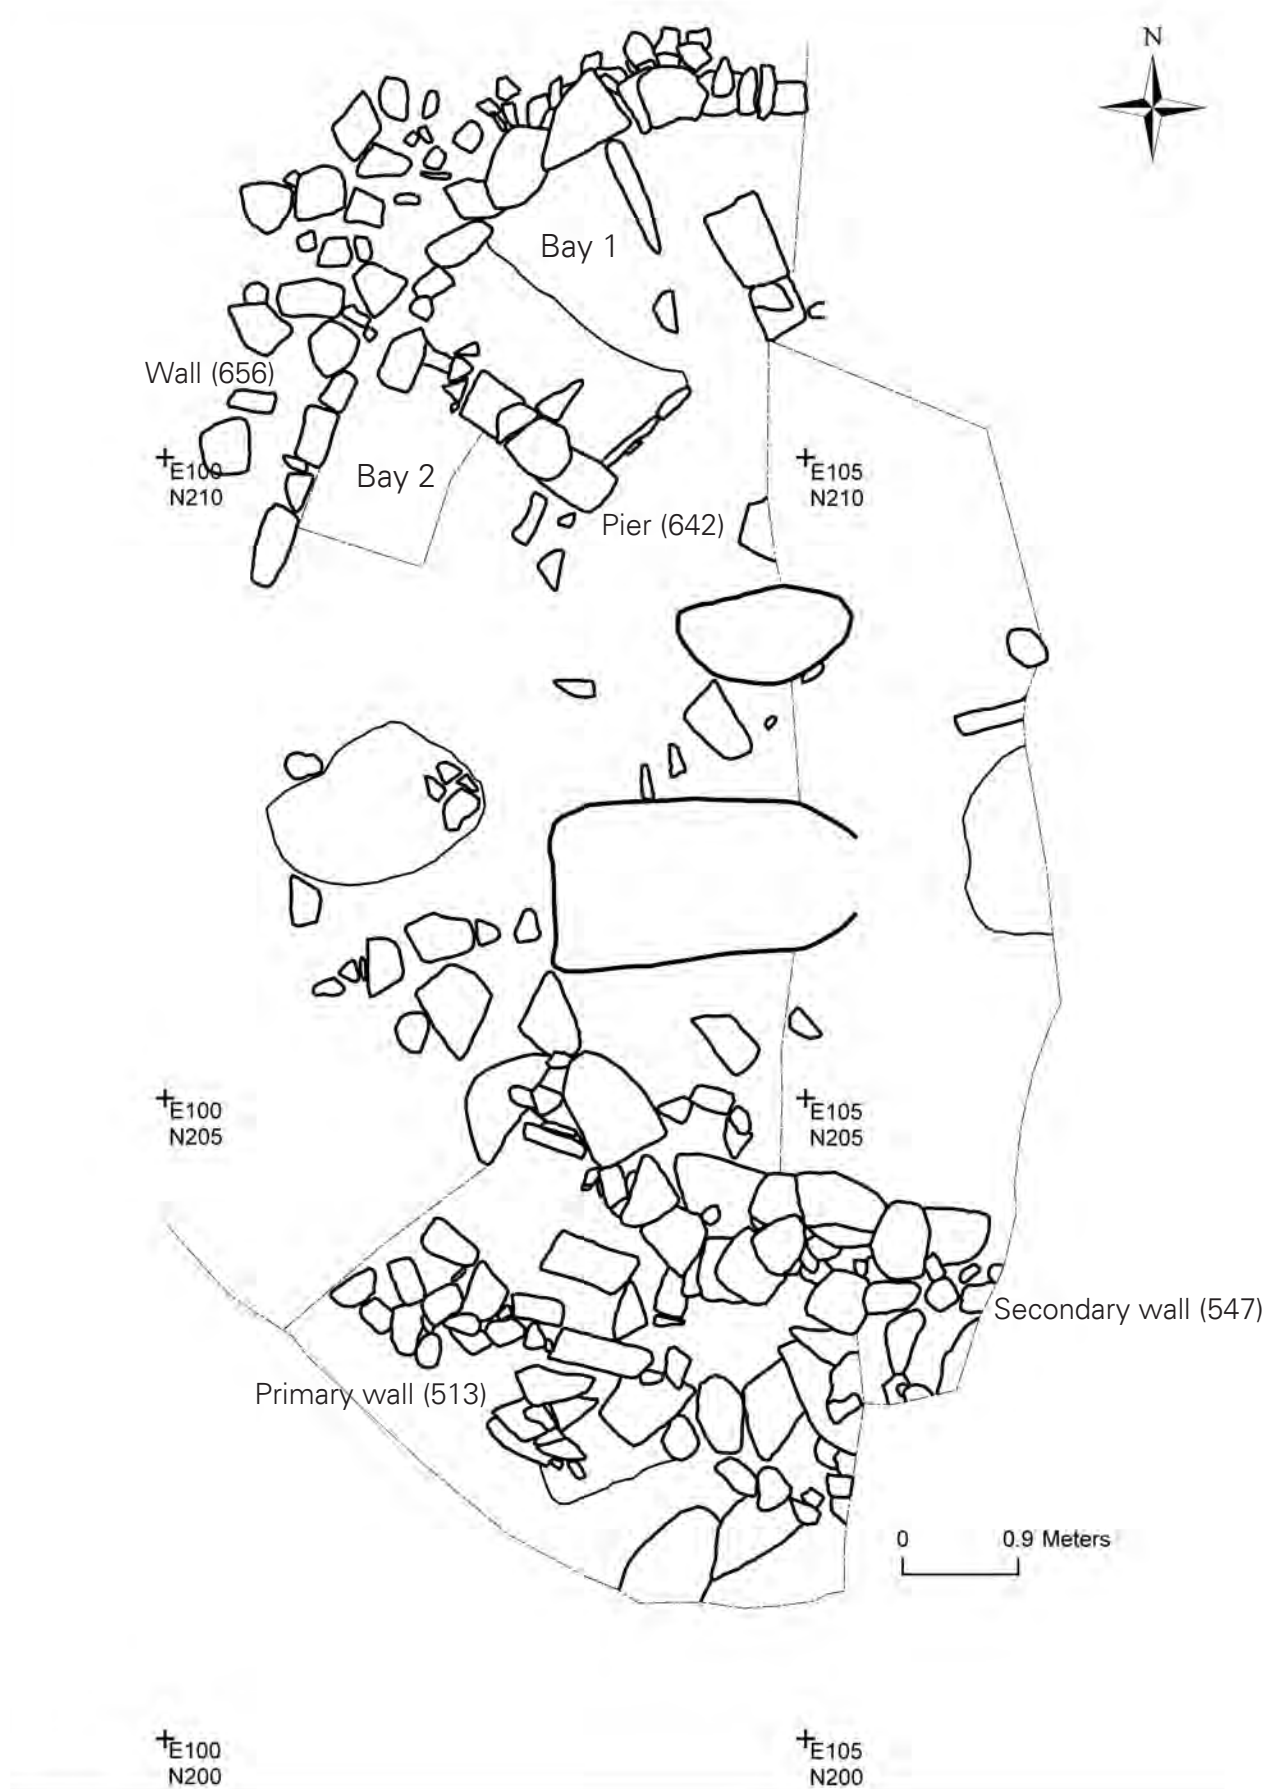 N
Bay 1
Wall (656)
E100
N210
Bay 2
E105
N210
Pier (642)
E100
N205
E105
N205
Secondary wall (547)
Primary wall (513)
0 0.9 Meters
E100
N200
E105
N200